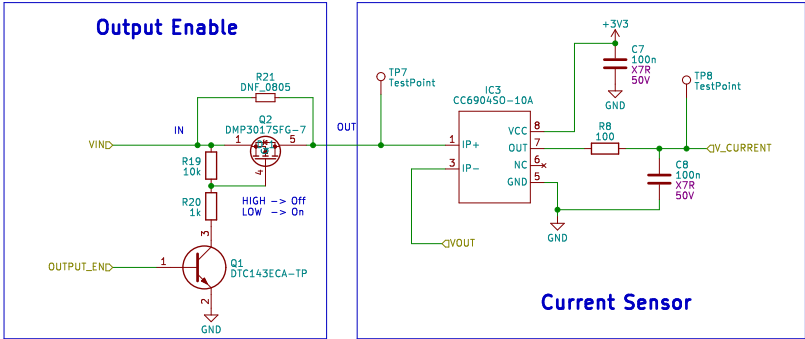 Output Enable
R21
DNF_0805
Q2
DMP3017SFG-7
IN
OUT
VIN
1
5
4
R19
10k
R20
1k
HIGH -> Off
LOW -> On
3
OUTPUT_EN
1
Q1
DTC143ECA-TP
2
GND
TP7
TestPoint
+3V3
C7
100n
X7R
50V
GND
TP8
TestPoint
IC3
CC6904SO-10A
1
IP+
3
IP-
VCC
8
OUT
7
NC
6
GND
5
R8
100
V_CURRENT
C8
100n
X7R
50V
GND
VOUT
Current Sensor